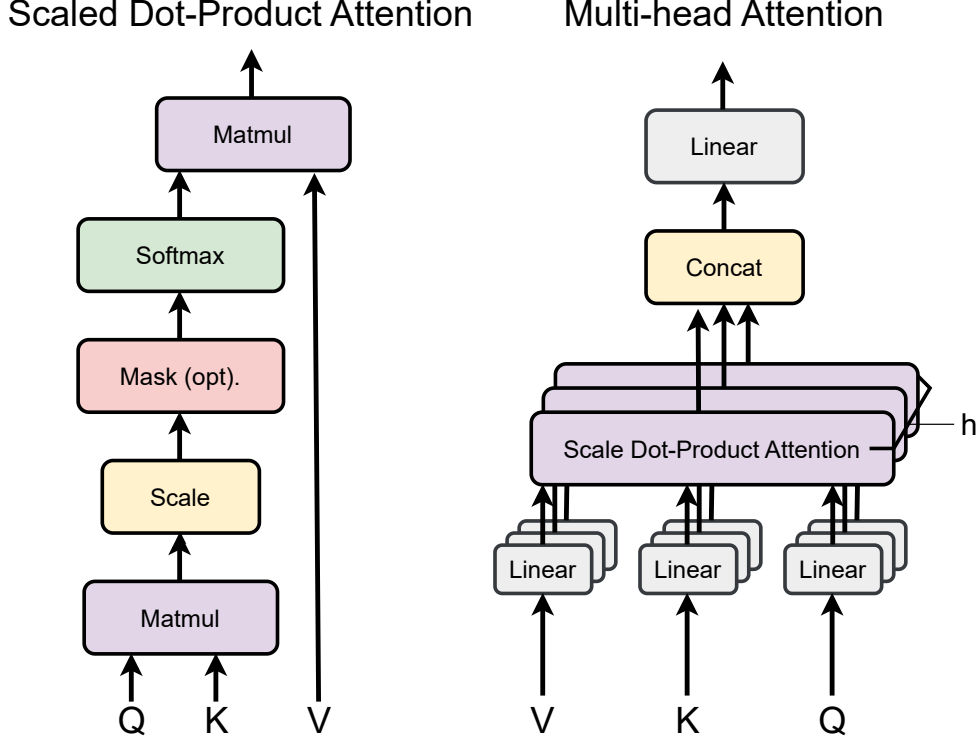 Scaled Dot-Product Attention
Matmul
Softmax
Mask (opt).
Scale
Matmul
Q K V
Multi-head Attention
Linear
Concat
Scale Dot-Product Attention
h
Linear Linear Linear
V K Q